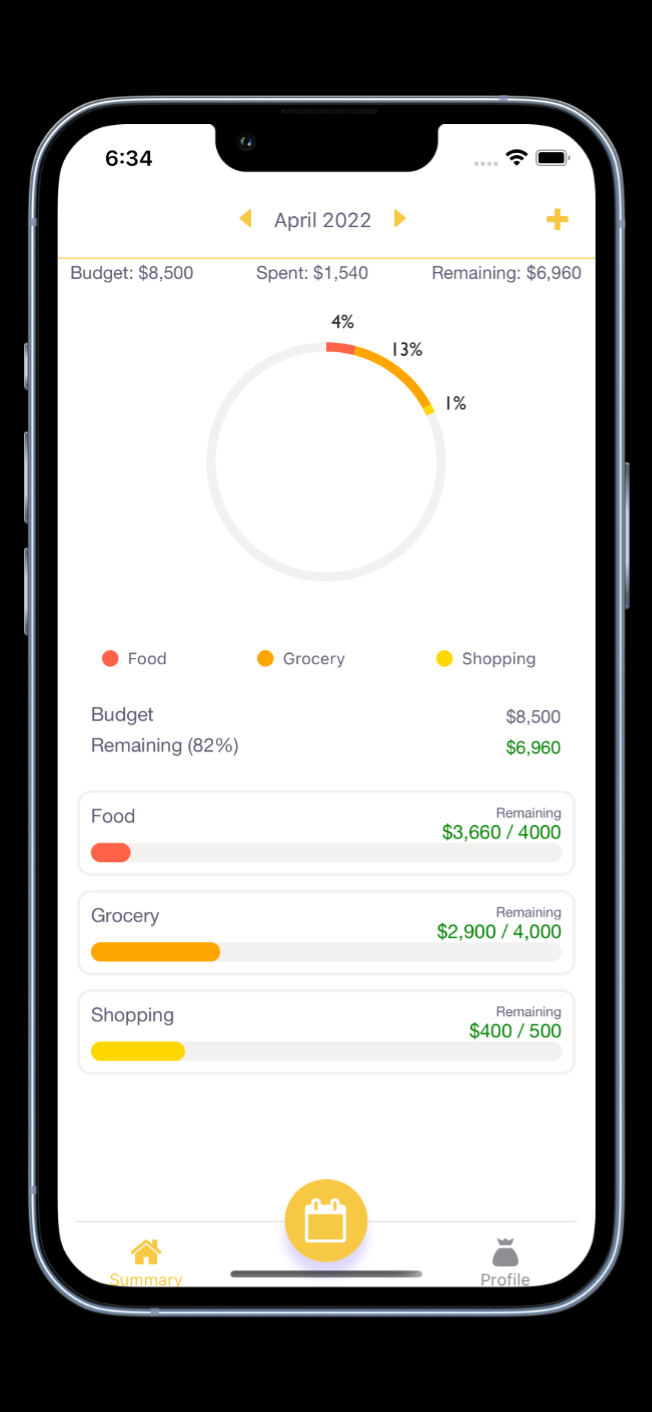 6:34
April 2022
Budget: $8,500 Spent: $1,540 Remaining: $6,960
4%
13%
1%
Food Grocery Shopping
Budget $8,500
Remaining (82%) $6,960
Food Remaining
$3,660 / 4000
Grocery Remaining
$2,900 / 4,000
Shopping Remaining
$400 / 500
Summary Profile